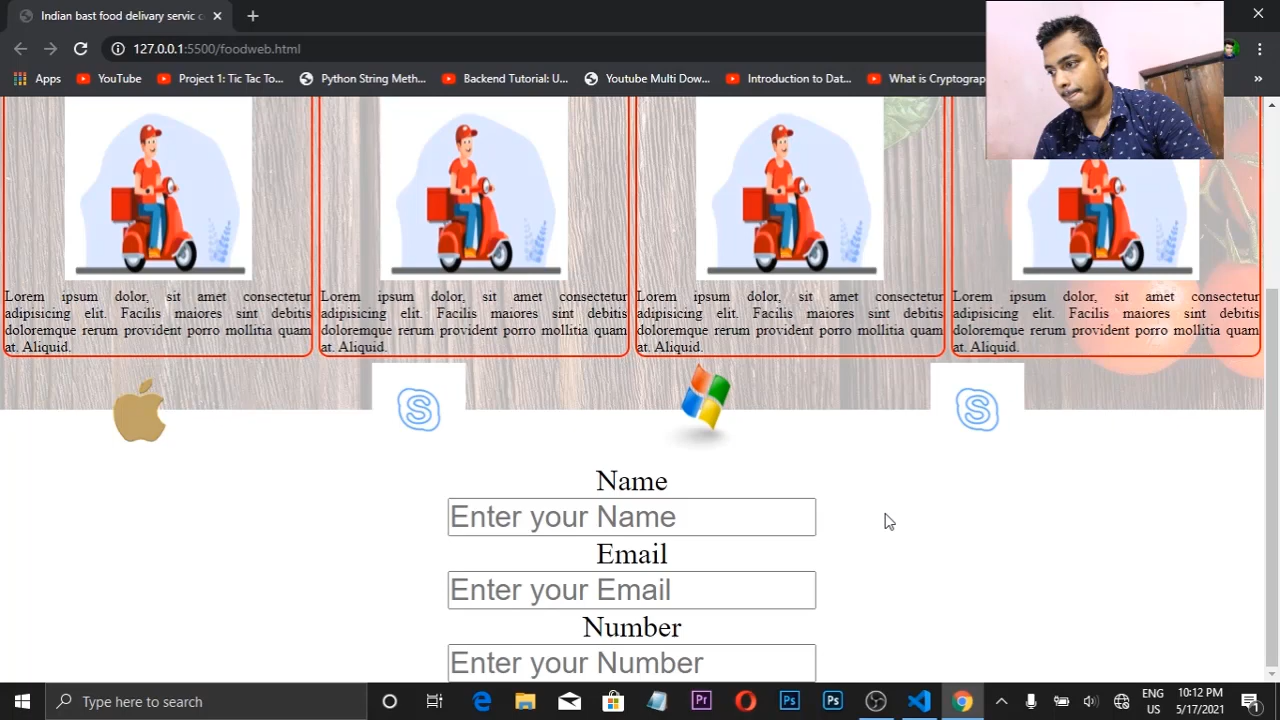 Indian bast food delivary servic c
127.0.0.1:5500/foodweb.html
Apps YouTube Project 1: Tic Tac To... Python String Meth... Backend Tutorial: U... Youtube Multi Dow... Introduction to Dat... What is Cryptograp »
Lorem ipsum dolor, sit amet consectetur
adipisicing elit. Facilis maiores sint debitis
doloremque rerum provident porro mollitia quam
at. Aliquid.
Lorem ipsum dolor, sit amet consectetur
adipisicing elit. Facilis maiores sint debitis
doloremque rerum provident porro mollitia quam
at. Aliquid.
Lorem ipsum dolor, sit amet consectetur
adipisicing elit. Facilis maiores sint debitis
doloremque rerum provident porro mollitia quam
at. Aliquid.
Lorem ipsum dolor, sit amet consectetur
adipisicing elit. Facilis maiores sint debitis
doloremque rerum provident porro mollitia quam
at. Aliquid.
Name
Enter your Name
Email
Enter your Email
Number
Enter your Number
Type here to search
Pr
Ps
Ps
ENG
US
10:12 PM
5/17/2021
1